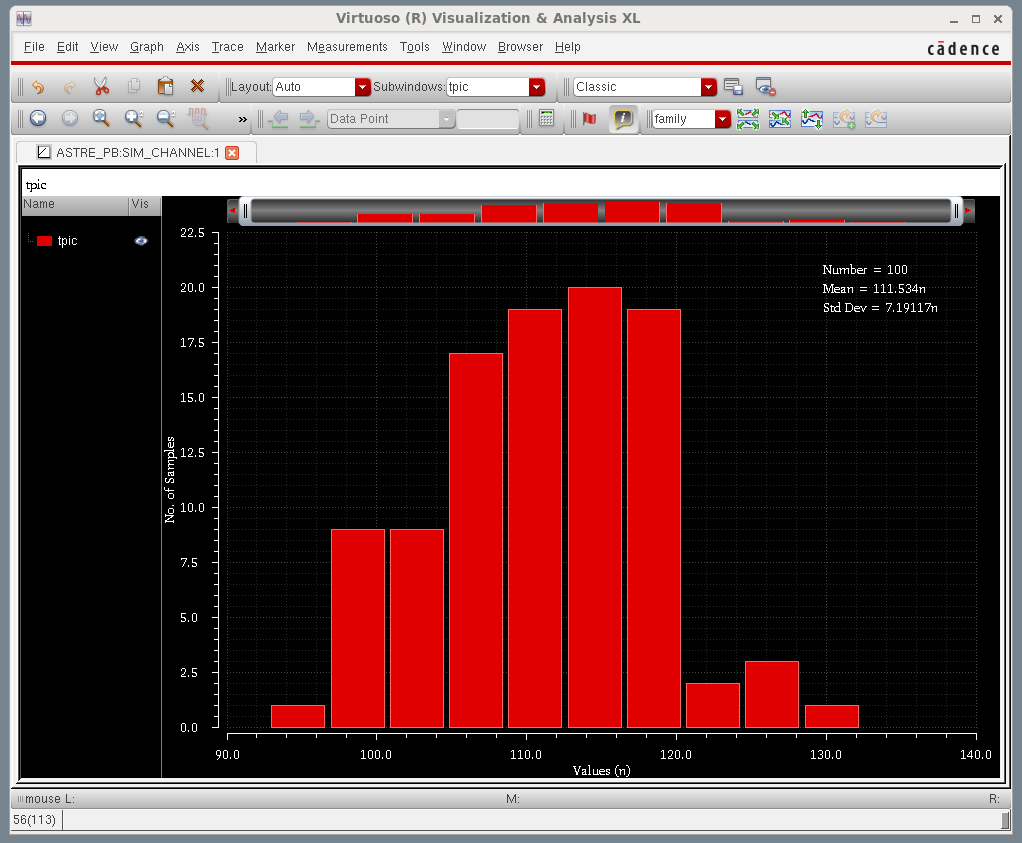 Virtuoso (R) Visualization & Analysis XL
File Edit View Graph Axis Trace Marker Measurements Tools Window Browser Help
cādence
Layout: Auto Subwindows: tpic Classic
» Data Point family
ASTRE_PB:SIM_CHANNEL:1
tpic
Name Vis
tpic
22.5
20.0
17.5
15.0
12.5
10.0
7.5
5.0
2.5
0.0
No. of Samples
Number = 100
Mean = 111.534n
Std Dev = 7.19117n
90.0 100.0 110.0 120.0 130.0 140.0
Values (n)
mouse L: M: R:
56(113)